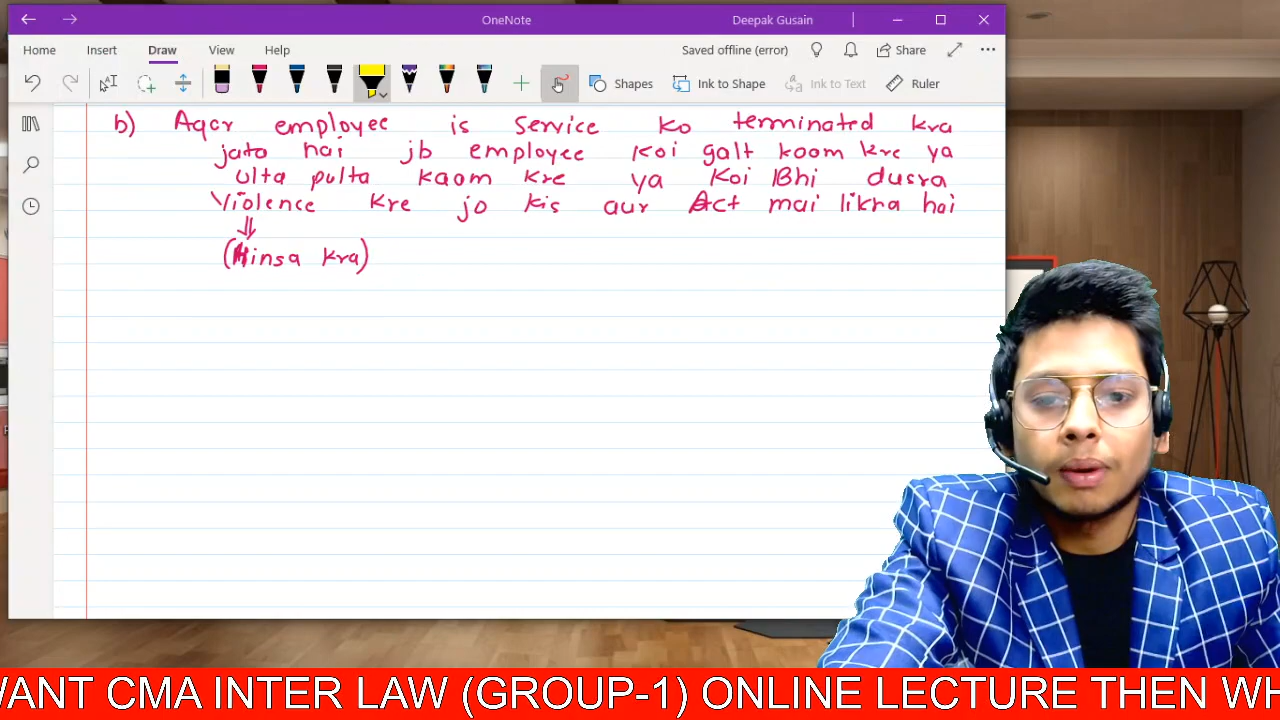 OneNote
Deepak Gusain
Home Insert Draw View Help
Saved offline (error)
Share
Shapes
Ink to Shape
Ink to Text
Ruler
b) Agar employee is Service ko terminated kra
jata hai jb employee koi galt kaam kre ya
ulta pulta kaam kre ya koi Bhi dusra
Violence kre jo kis aur Act mai likha hai
⇓
(Hinsa kra)
WANT CMA INTER LAW (GROUP-1) ONLINE LECTURE THEN WH